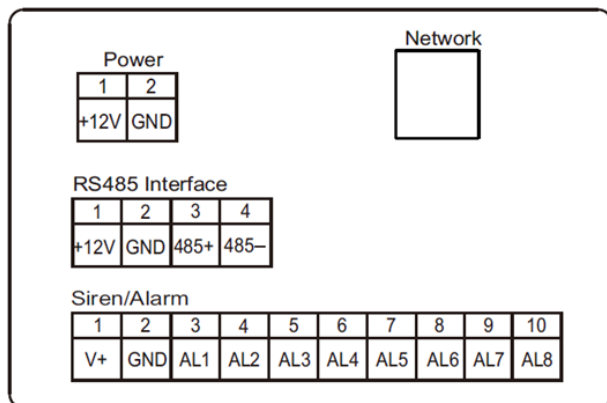 Power
Network
1 2
+12V GND
RS485 Interface
1 2 3 4
+12V GND 485+ 485–
Siren/Alarm
1 2 3 4 5 6 7 8 9 10
V+ GND AL1 AL2 AL3 AL4 AL5 AL6 AL7 AL8